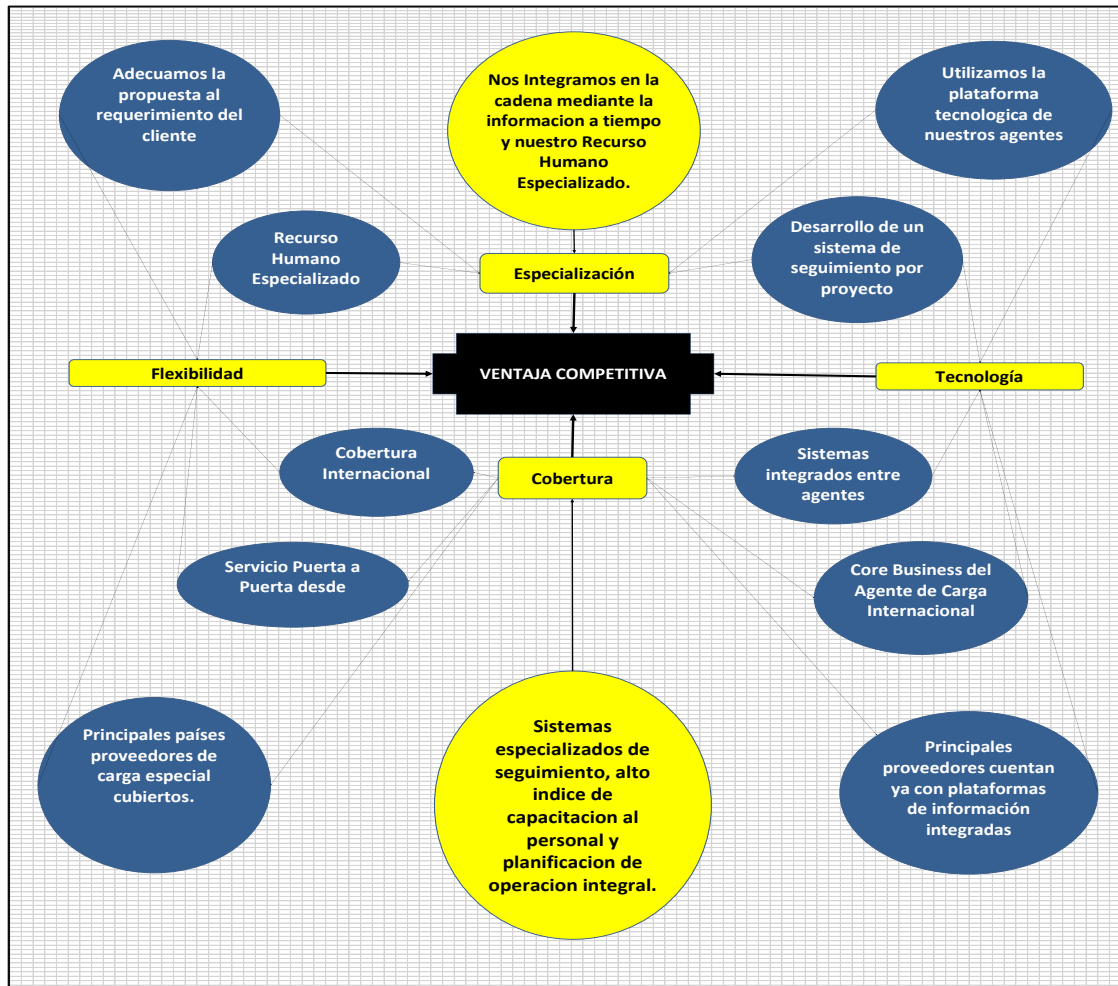 Adecuamos la
propuesta al
requerimiento del
cliente
Nos Integramos en la
cadena mediante la
informacion a tiempo
y nuestro Recurso
Humano
Especializado.
Utilizamos la
plataforma
tecnologica de
nuestros agentes
Recurso
Humano
Especializado
Especialización
Desarrollo de un
sistema de
seguimiento por
proyecto
Flexibilidad
VENTAJA COMPETITIVA
Tecnología
Cobertura
Internacional
Cobertura
Sistemas
integrados entre
agentes
Servicio Puerta a
Puerta desde
Core Business del
Agente de Carga
Internacional
Principales países
proveedores de
carga especial
cubiertos.
Sistemas
especializados de
seguimiento, alto
indice de
capacitacion al
personal y
planificacion de
operacion integral.
Principales
proveedores cuentan
ya con plataformas
de información
integradas